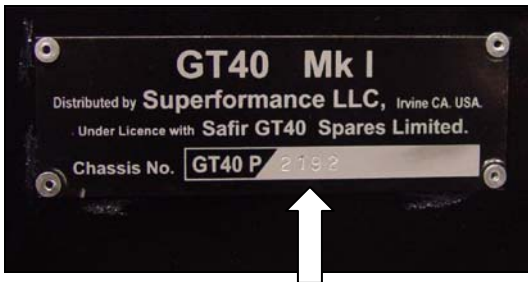 GT40 Mk I
Distributed by Superformance LLC, Irvine CA. USA.
Under Licence with Safir GT40 Spares Limited.
Chassis No. GT40 P 2192